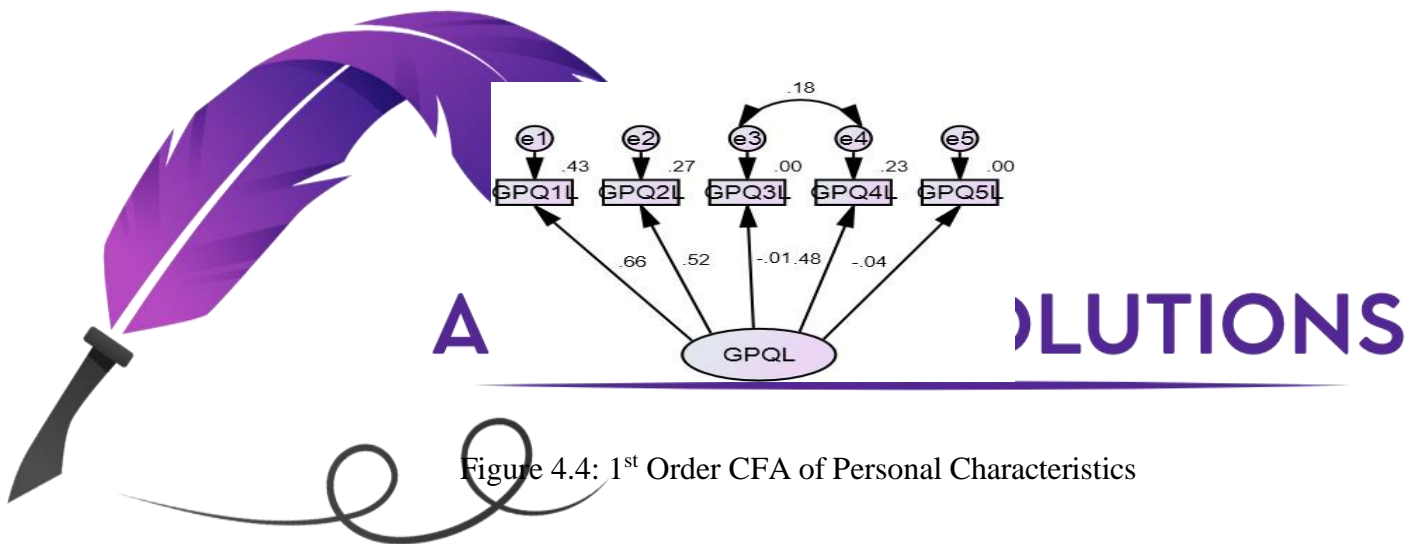 .18
e1 e2 e3 e4 e5
.43 .27 .00 .23 .00
GPQ1L GPQ2L GPQ3L GPQ4L GPQ5L
.66 .52 -.01 .48 -.04
A OLUTIONS
GPQL
Figure 4.4: 1st Order CFA of Personal Characteristics